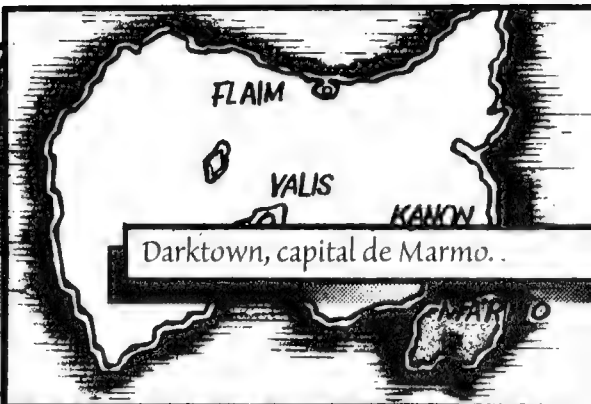 FLAIM
VALIS
KANON
Darktown, capital de Marmo. .
MARMO